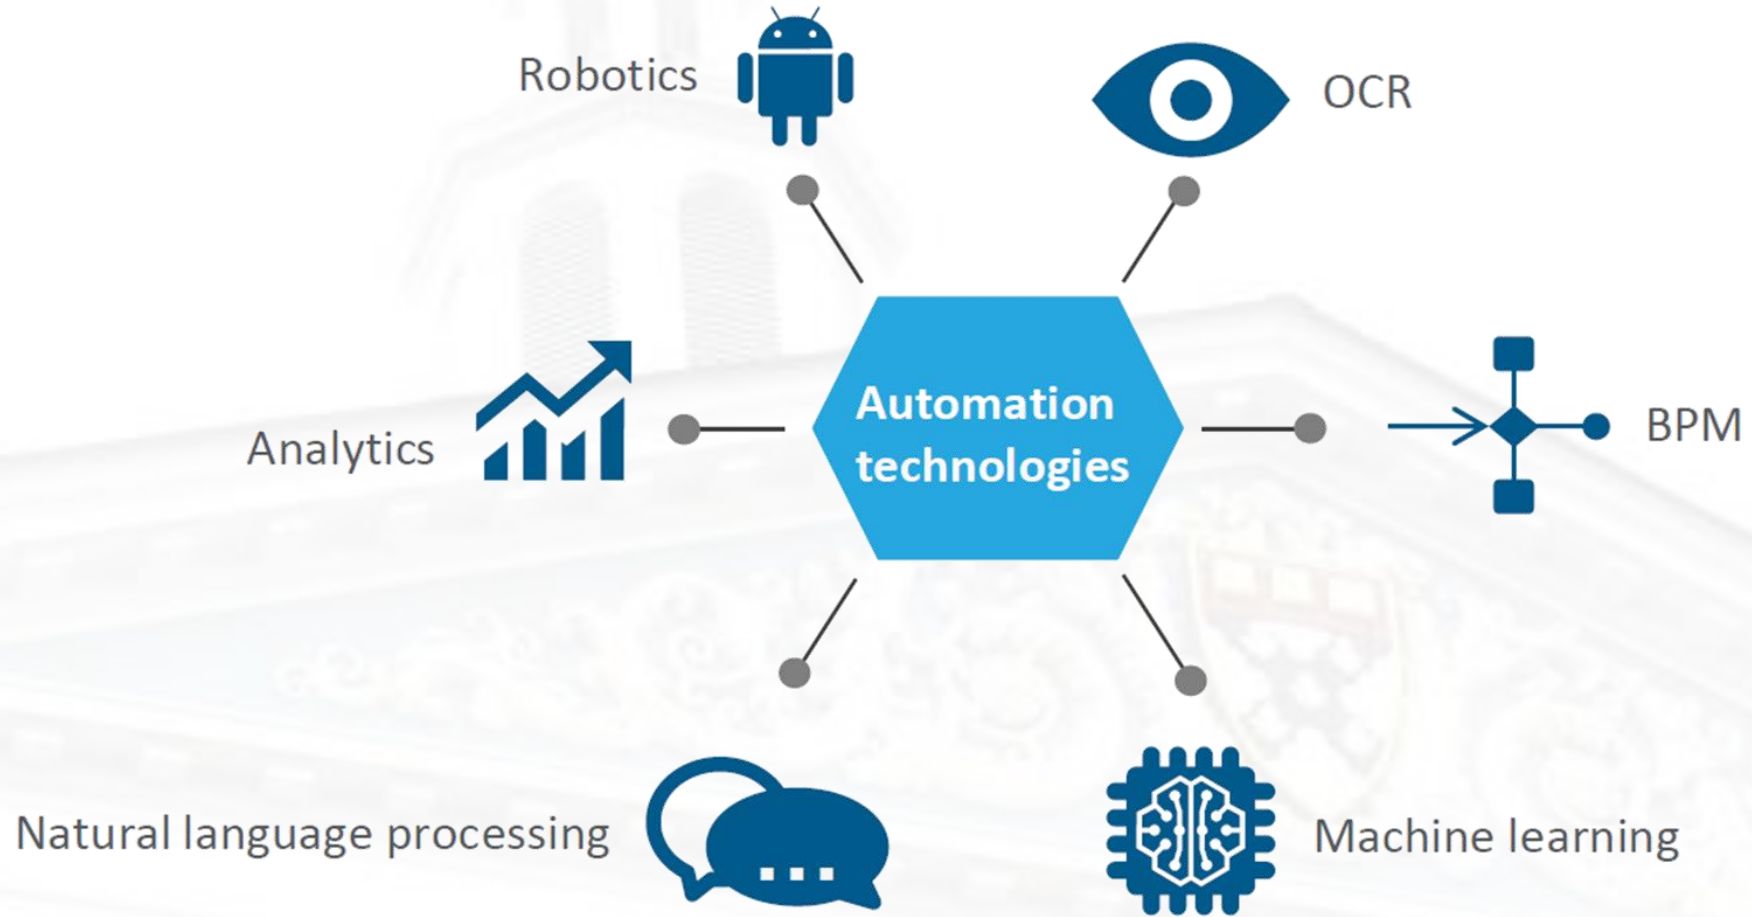 Robotics
OCR
Automation
technologies
Analytics
BPM
Natural language processing
Machine learning